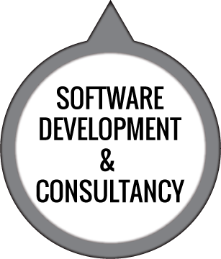 SOFTWARE
DEVELOPMENT
&
CONSULTANCY